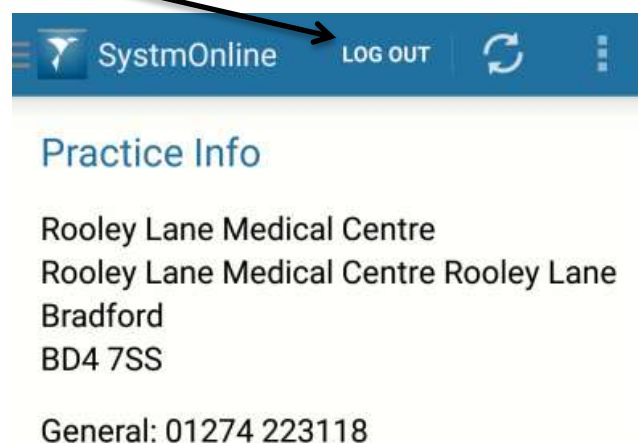 SystmOnline LOG OUT
Practice Info
Rooley Lane Medical Centre
Rooley Lane Medical Centre Rooley Lane
Bradford
BD4 7SS
General: 01274 223118